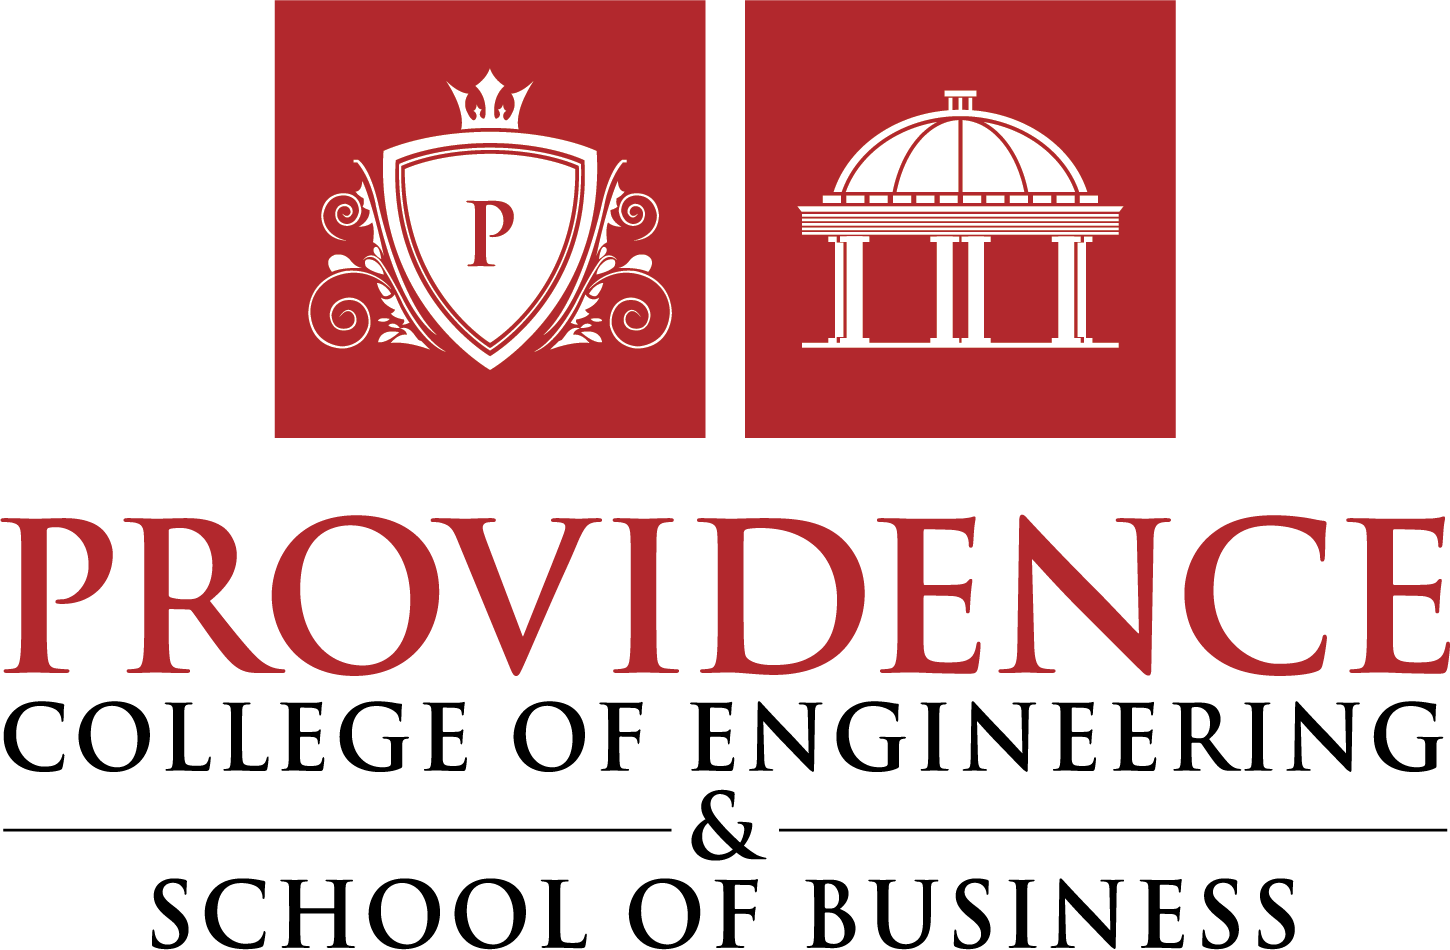 P
PROVIDENCE
COLLEGE OF ENGINEERING
&
SCHOOL OF BUSINESS